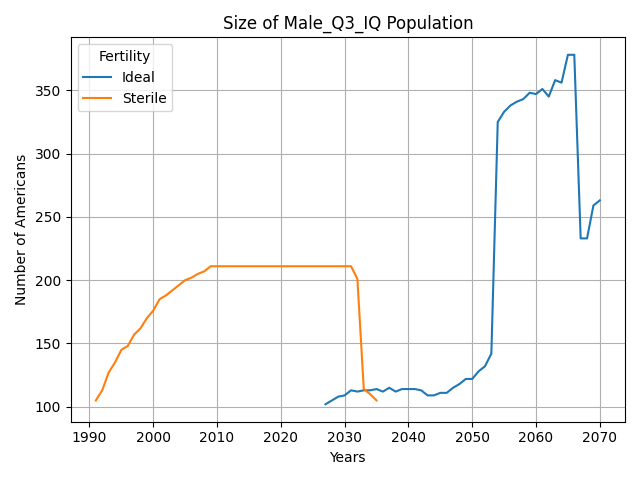 Size of Male_Q3_IQ Population
Fertility
Ideal
Sterile
350
300
250
200
150
100
Number of Americans
1990 2000 2010 2020 2030 2040 2050 2060 2070
Years